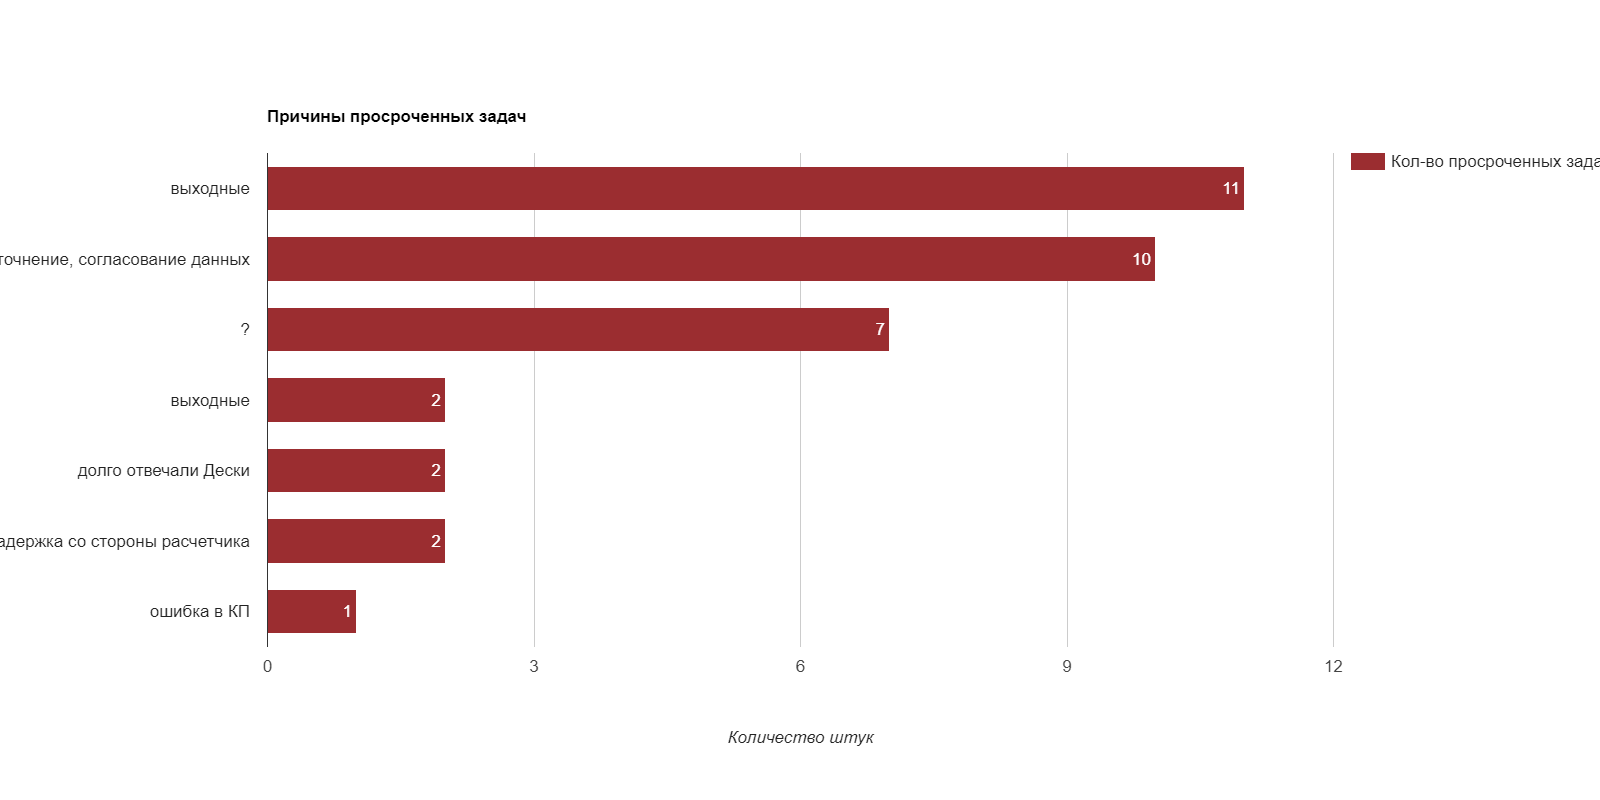 Причины просроченных задач
Кол-во просроченных зада
выходные 11
точнение, согласование данных 10
? 7
выходные 2
долго отвечали Дески 2
адержка со стороны расчетчика 2
ошибка в КП 1
0 3 6 9 12
Количество штук